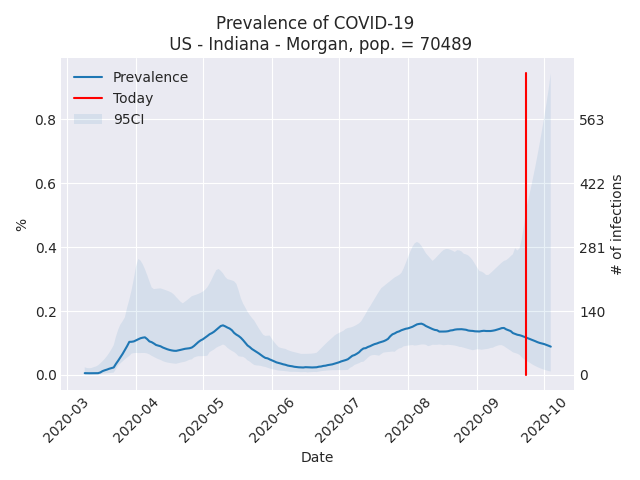 Prevalence of COVID-19
US - Indiana - Morgan, pop. = 70489
Prevalence
Today
95CI
0.8
0.6
0.4
0.2
0.0
%
563
422
281
140
0
# of infections
2020-03
2020-04
2020-05
2020-06
2020-07
2020-08
2020-09
2020-10
Date